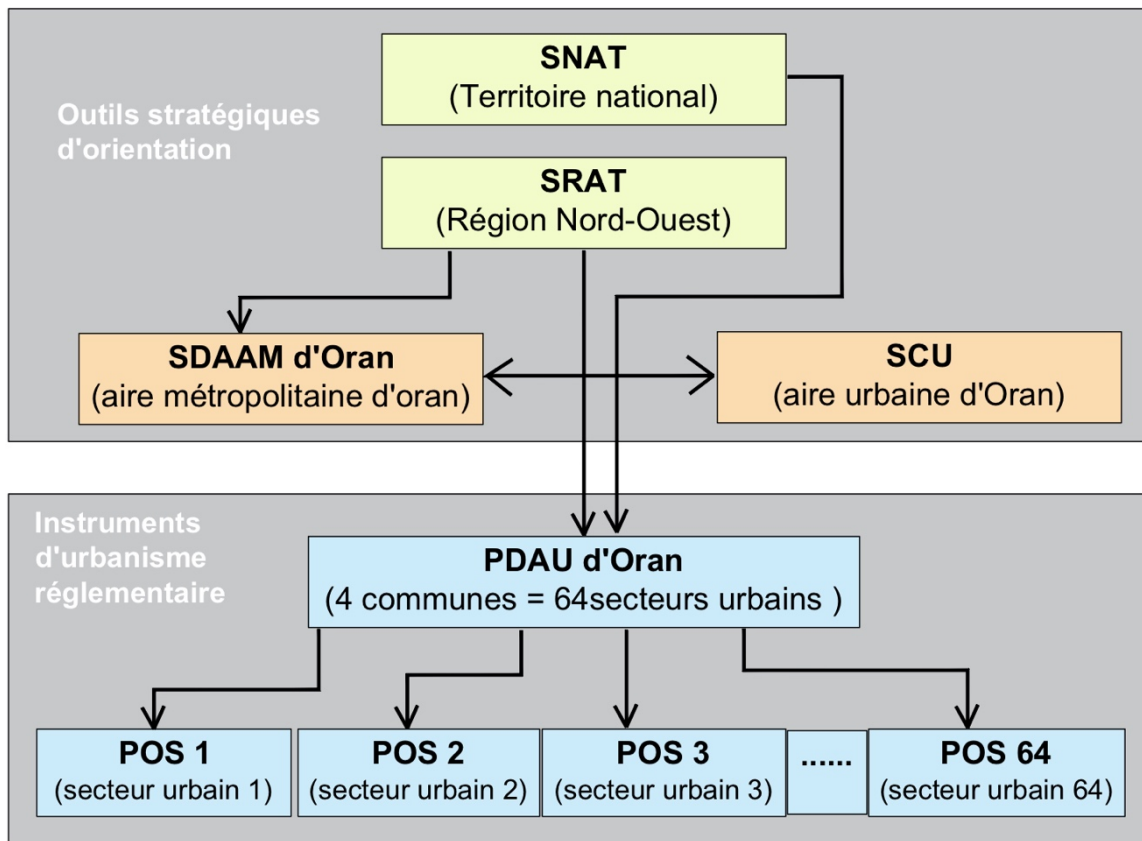 SNAT
(Territoire national)
Outils stratégiques
d'orientation
SRAT
(Région Nord-Ouest)
SDAAM d'Oran
(aire métropolitaine d'oran)
SCU
(aire urbaine d'Oran)
Instruments
d'urbanisme
réglementaire
PDAU d'Oran
(4 communes = 64secteurs urbains )
POS 1
(secteur urbain 1)
POS 2
(secteur urbain 2)
POS 3
(secteur urbain 3)
......
POS 64
(secteur urbain 64)